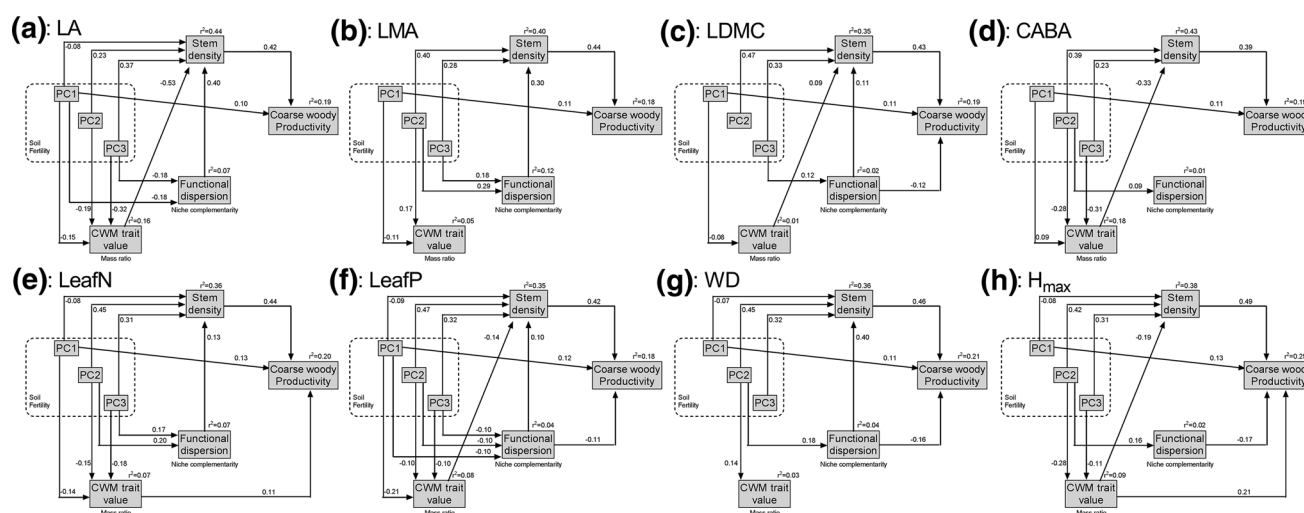 (a): LA
r²=0.44
Stem
density
-0.08
0.23
0.37
0.42
-0.53
0.40
PC1
PC2
PC3
Soil
Fertility
0.10
r²=0.19
Coarse woody
Productivity
-0.18
-0.18
r²=0.07
Functional
dispersion
Niche complementarity
-0.19
-0.32
r²=0.16
-0.15
CWM trait
value
Mass ratio
(b): LMA
r²=0.40
Stem
density
0.40
0.28
0.44
0.30
PC1
PC2
PC3
Soil
Fertility
0.11
r²=0.18
Coarse woody
Productivity
0.18
0.29
r²=0.12
Functional
dispersion
Niche complementarity
0.17
r²=0.05
-0.11
CWM trait
value
Mass ratio
(c): LDMC
r²=0.35
Stem
density
0.47
0.33
0.43
0.09
0.11
PC1
PC2
PC3
Soil
Fertility
0.11
r²=0.19
Coarse woody
Productivity
0.12
r²=0.02
Functional
dispersion
-0.12
Niche complementarity
r²=0.01
-0.08
CWM trait
value
Mass ratio
(d): CABA
r²=0.43
Stem
density
0.39
0.23
0.39
-0.33
PC1
PC2
PC3
Soil
Fertility
0.11
Coarse woody
Productivity
0.09
r²=0.01
Functional
dispersion
Niche complementarity
-0.28
-0.31
r²=0.18
0.09
CWM trait
value
Mass ratio
(e): LeafN
r²=0.36
Stem
density
-0.08
0.45
0.31
0.44
0.13
PC1
PC2
PC3
Soil
Fertility
0.13
r²=0.20
Coarse woody
Productivity
0.17
0.20
r²=0.07
Functional
dispersion
Niche complementarity
-0.15
-0.18
r²=0.07
-0.14
CWM trait
value
0.11
Mass ratio
(f): LeafP
r²=0.35
Stem
density
-0.09
0.47
0.32
0.42
-0.14
0.10
PC1
PC2
PC3
Soil
Fertility
0.12
r²=0.18
Coarse woody
Productivity
-0.10
-0.10
-0.10
r²=0.04
Functional
dispersion
-0.11
Niche complementarity
-0.10
-0.10
r²=0.08
-0.21
CWM trait
value
Mass ratio
(g): WD
r²=0.36
Stem
density
-0.07
0.45
0.32
0.46
0.40
PC1
PC2
PC3
Soil
Fertility
0.11
r²=0.21
Coarse woody
Productivity
0.18
r²=0.04
Functional
dispersion
-0.16
Niche complementarity
0.14
r²=0.03
CWM trait
value
Mass ratio
(h): Hmax
r²=0.38
Stem
density
-0.08
0.42
0.31
0.49
-0.19
PC1
PC2
PC3
Soil
Fertility
0.13
Coarse woody
Productivity
0.16
r²=0.02
Functional
dispersion
-0.17
Niche complementarity
-0.28
-0.11
r²=0.09
CWM trait
value
0.21
Mass ratio